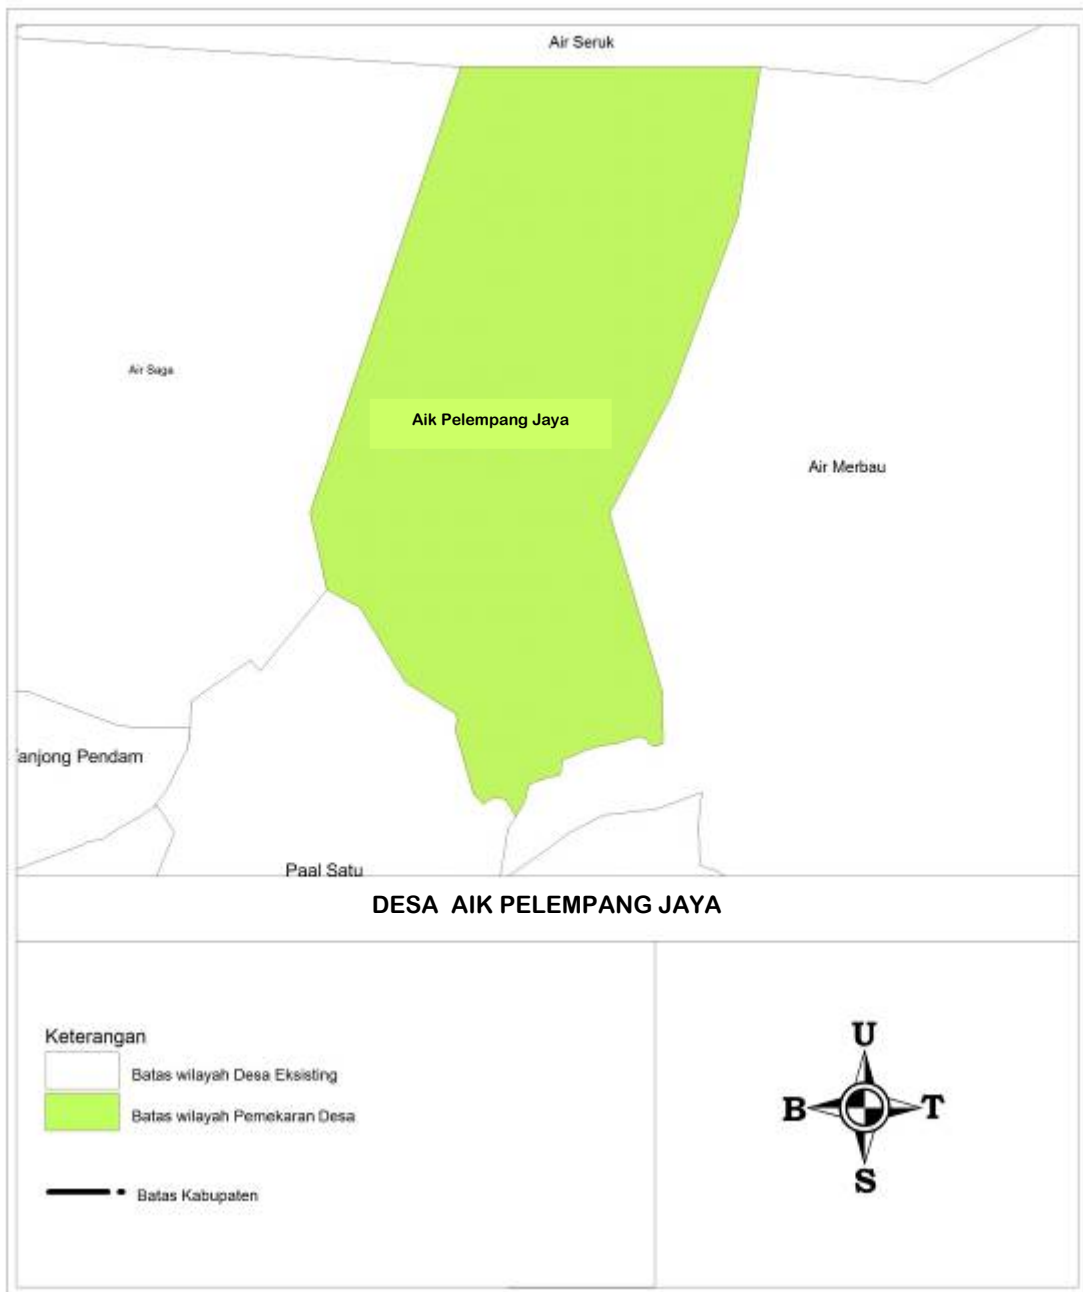 Air Seruk
Air Saga
Aik Pelempang Jaya
Air Merbau
anjong Pendam
Paal Satu
DESA AIK PELEMPANG JAYA
Keterangan
Batas wilayah Desa Eksisting
Batas wilayah Pemekaran Desa
Batas Kabupaten
U
B
T
S